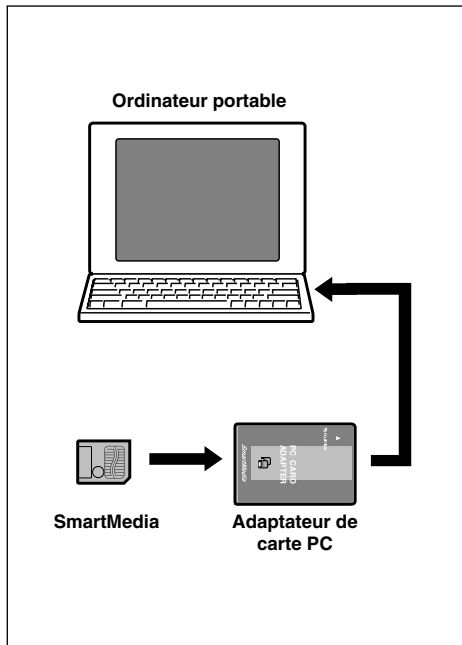 Ordinateur portable
PC CARD
ADAPTER
SmartMedia
SmartMedia
Adaptateur de
carte PC